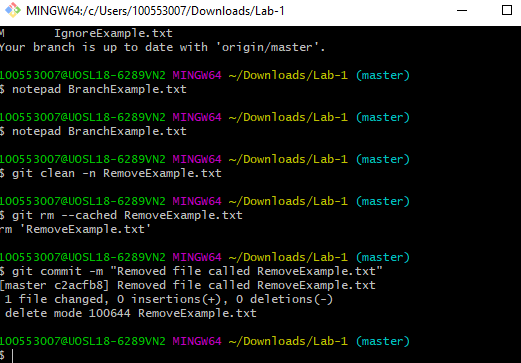 MINGW64:/c/Users/100553007/Downloads/Lab-1
M IgnoreExample.txt
Your branch is up to date with 'origin/master'.
100553007@UOSL18-6289VN2 MINGW64 ~/Downloads/Lab-1 (master)
$ notepad BranchExample.txt
100553007@UOSL18-6289VN2 MINGW64 ~/Downloads/Lab-1 (master)
$ notepad BranchExample.txt
100553007@UOSL18-6289VN2 MINGW64 ~/Downloads/Lab-1 (master)
$ git clean -n RemoveExample.txt
100553007@UOSL18-6289VN2 MINGW64 ~/Downloads/Lab-1 (master)
$ git rm --cached RemoveExample.txt
rm 'RemoveExample.txt'
100553007@UOSL18-6289VN2 MINGW64 ~/Downloads/Lab-1 (master)
$ git commit -m "Removed file called RemoveExample.txt"
[master c2acfb8] Removed file called RemoveExample.txt
1 file changed, 0 insertions(+), 0 deletions(-)
delete mode 100644 RemoveExample.txt
100553007@UOSL18-6289VN2 MINGW64 ~/Downloads/Lab-1 (master)
$